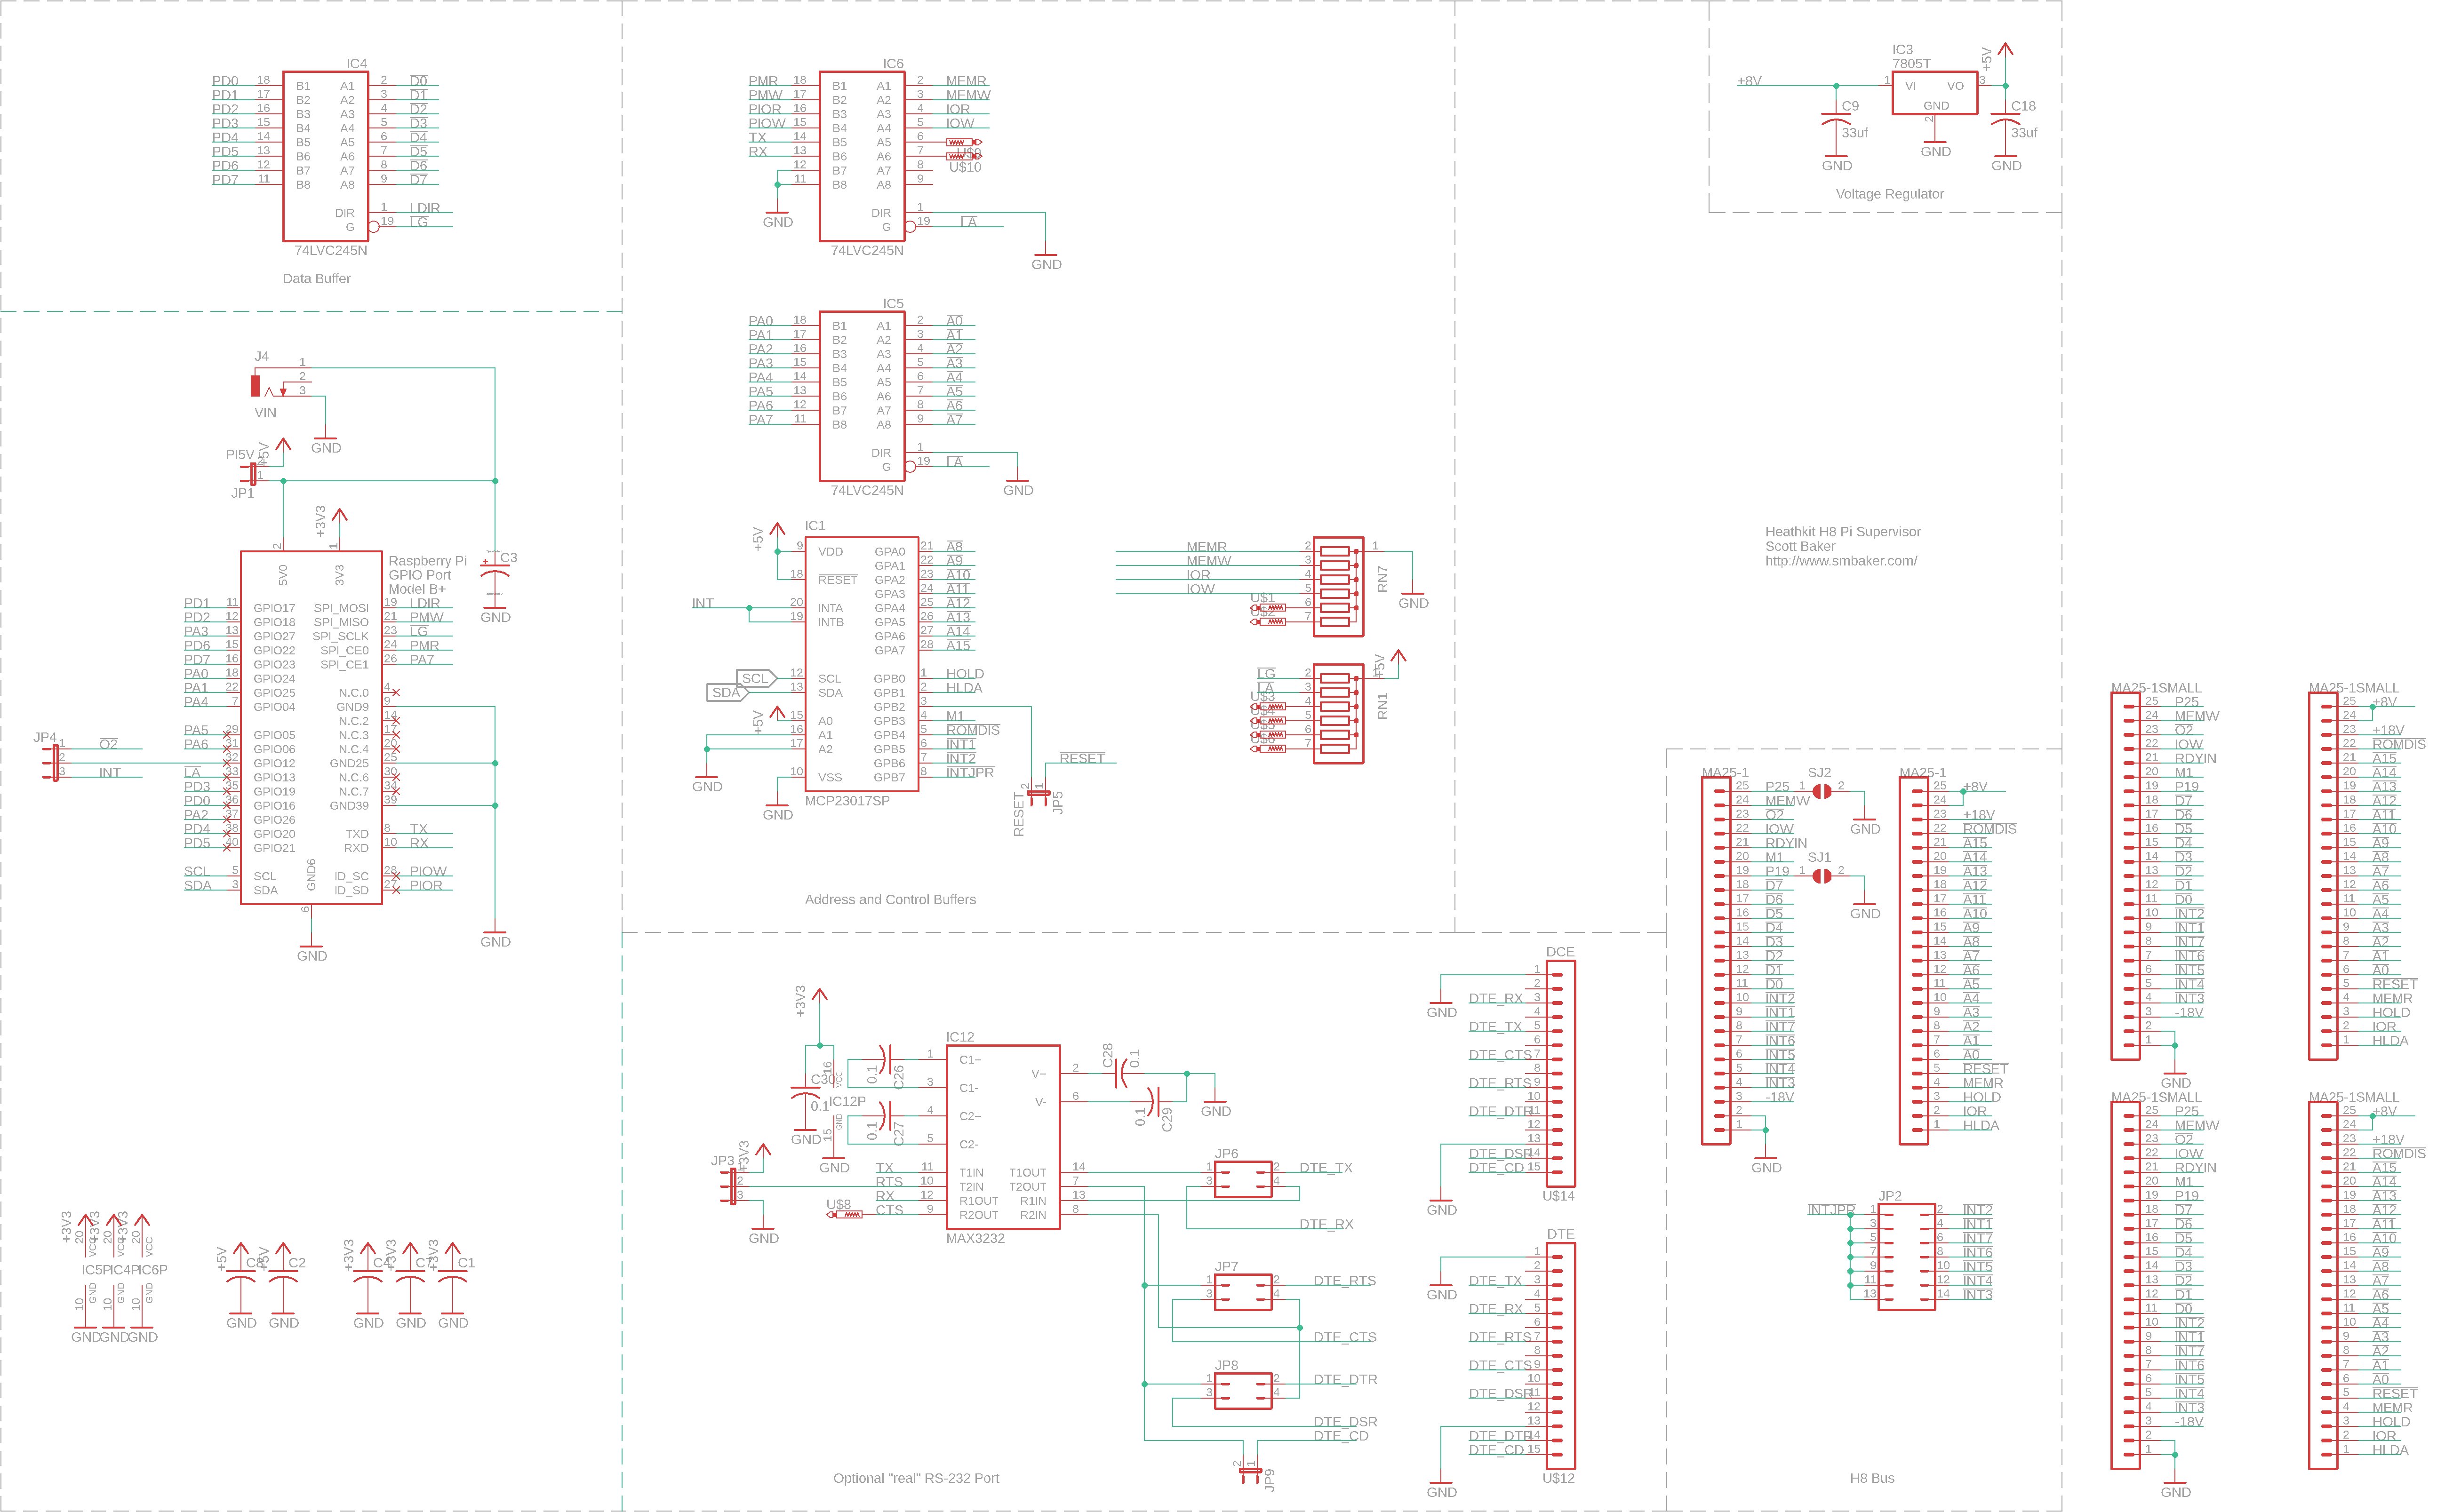 IC4
PD0 18 B1 A1 2 D0
PD1 17 B2 A2 3 D1
PD2 16 B3 A3 4 D2
PD3 15 B4 A4 5 D3
PD4 14 B5 A5 6 D4
PD5 13 B6 A6 7 D5
PD6 12 B7 A7 8 D6
PD7 11 B8 A8 9 D7
DIR 1 LDIR
G 19 LG
74LVC245N
Data Buffer
J4
1
2
3
VIN
GND
PI5V
+5V
2
1
JP1
+3V3
2 1
5V0 3V3
Raspberry Pi
GPIO Port
Model B+
C3
GND
PD1 11 GPIO17 SPI_MOSI 19 LDIR
PD2 12 GPIO18 SPI_MISO 21 PMW
PA3 13 GPIO27 SPI_SCLK 23 LG
PD6 15 GPIO22 SPI_CE0 24 PMR
PD7 16 GPIO23 SPI_CE1 26 PA7
PA0 18 GPIO24
PA1 22 GPIO25 N.C.0 4
PA4 7 GPIO04 GND9 9
N.C.2 14
PA5 29 GPIO005 N.C.3 17
PA6 31 GPIO06 N.C.4 20
32 GPIO12 GND25 25
LA 33 GPIO13 N.C.6 30
PD3 35 GPIO19 N.C.7 34
PD0 36 GPIO16 GND39 39
PA2 37 GPIO26
PD4 38 GPIO20 TXD 8 TX
PD5 40 GPIO21 RXD 10 RX
SCL 5 SCL ID_SC 28 PIOW
SDA 3 SDA ID_SD 27 PIOR
GND6
6
GND
GND
JP4
1 O2
2
3 INT
+3V3 +3V3 +3V3
20 20 20
VCC VCC VCC
IC5P IC4P IC6P
10 10 10
GND GND GND
GND GND GND
+5V +5V C2
+3V3 +3V3 +3V3 C1
GND GND GND GND GND
IC6
PMR 18 B1 A1 2 MEMR
PMW 17 B2 A2 3 MEMW
PIOR 16 B3 A3 4 IOR
PIOW 15 B4 A4 5 IOW
TX 14 B5 A5 6
RX 13 B6 A6 7 U$9
12 B7 A7 8 U$10
11 B8 A8 9
GND
DIR 1
G 19 LA
74LVC245N
GND
IC5
PA0 18 B1 A1 2 A0
PA1 17 B2 A2 3 A1
PA2 16 B3 A3 4 A2
PA3 15 B4 A4 5 A3
PA4 14 B5 A5 6 A4
PA5 13 B6 A6 7 A5
PA6 12 B7 A7 8 A6
PA7 11 B8 A8 9 A7
DIR 1
G 19 LA
74LVC245N
GND
IC1
+5V
9 VDD GPA0 21 A8
GPA1 22 A9
18 RESET GPA2 23 A10
GPA3 24 A11
INT 20 INTA GPA4 25 A12
19 INTB GPA5 26 A13
GPA6 27 A14
GPA7 28 A15
SCL 12 SCL GPB0 1 HOLD
SDA 13 SDA GPB1 2 HLDA
GPB2 3
+5V 15 A0 GPB3 4 M1
16 A1 GPB4 5 ROMDIS
17 A2 GPB5 6 INT1
GPB6 7 INT2
10 VSS GPB7 8 INTJPR
GND
GND
MCP23017SP
RESET
2 1
RESET
JP5
MEMR 2 1
MEMW 3
IOR 4
IOW 5
U$1 6
U$2 7
RN7
GND
LG 2 1
LA 3
U$3 4
U$4 5
6
7
+5V
RN1
Address and Control Buffers
+3V3
C30
0.1
GND
16 VCC
IC12P
15 GND
GND
IC12
1 C1+
3 C1-
4 C2+
5 C2-
0.1 C26
0.1 C27
V+ 2
V- 6
C28 0.1
0.1 C29
GND
TX 11 T1IN T1OUT 14
RTS 10 T2IN T2OUT 7
RX 12 R1OUT R1IN 13
CTS 9 R2OUT R2IN 8
MAX3232
JP3
+3V3
2
3
GND
U$8
JP6
1 2 DTE_TX
3 4
DTE_RX
JP7
1 2 DTE_RTS
3 4
DTE_CTS
JP8
1 2 DTE_DTR
3 4
DTE_DSR
DTE_CD
2 1
JP9
Optional "real" RS-232 Port
DCE
1
2
GND
DTE_RX 3
4
DTE_TX 5
6
DTE_CTS 7
8
DTE_RTS 9
10
DTE_DTR 11
12
13
DTE_DSR 14
DTE_CD 15
GND
U$14
DTE
1
2
GND
DTE_TX 3
4
DTE_RX 5
6
DTE_RTS 7
8
DTE_CTS 9
10
DTE_DSR 11
12
13
DTE_DTR 14
DTE_CD 15
GND
U$12
IC3
7805T
+5V
+8V 1 VI VO 3
GND
2
C9
33uf
C18
33uf
GND
GND
GND
Voltage Regulator
Heathkit H8 Pi Supervisor
Scott Baker
http://www.smbaker.com/
MA25-1
25 P25
24 MEMW
23 O2
22 IOW
21 RDYIN
20 M1
19 P19
18 D7
17 D6
16 D5
15 D4
14 D3
13 D2
12 D1
11 D0
10 INT2
9 INT1
8 INT7
7 INT6
6 INT5
5 INT4
4 INT3
3 -18V
2
1
GND
SJ2
1 2
GND
SJ1
1 2
GND
MA25-1
25 +8V
24
23 +18V
22 ROMDIS
21 A15
20 A14
19 A13
18 A12
17 A11
16 A10
15 A9
14 A8
13 A7
12 A6
11 A5
10 A4
9 A3
8 A2
7 A1
6 A0
5 RESET
4 MEMR
3 HOLD
2 IOR
1 HLDA
JP2
INTJPR 1 2 INT2
3 4 INT1
5 6 INT7
7 8 INT6
9 10 INT5
11 12 INT4
13 14 INT3
H8 Bus
MA25-1SMALL
25 P25
24 MEMW
23 O2
22 IOW
21 RDYIN
20 M1
19 P19
18 D7
17 D6
16 D5
15 D4
14 D3
13 D2
12 D1
11 D0
10 INT2
9 INT1
8 INT7
7 INT6
6 INT5
5 INT4
4 INT3
3 -18V
2
1
GND
MA25-1SMALL
25 +8V
24
23 +18V
22 ROMDIS
21 A15
20 A14
19 A13
18 A12
17 A11
16 A10
15 A9
14 A8
13 A7
12 A6
11 A5
10 A4
9 A3
8 A2
7 A1
6 A0
5 RESET
4 MEMR
3 HOLD
2 IOR
1 HLDA
MA25-1SMALL
25 P25
24 MEMW
23 O2
22 IOW
21 RDYIN
20 M1
19 P19
18 D7
17 D6
16 D5
15 D4
14 D3
13 D2
12 D1
11 D0
10 INT2
9 INT1
8 INT7
7 INT6
6 INT5
5 INT4
4 INT3
3 -18V
2
1
GND
MA25-1SMALL
25 +8V
24
23 +18V
22 ROMDIS
21 A15
20 A14
19 A13
18 A12
17 A11
16 A10
15 A9
14 A8
13 A7
12 A6
11 A5
10 A4
9 A3
8 A2
7 A1
6 A0
5 RESET
4 MEMR
3 HOLD
2 IOR
1 HLDA